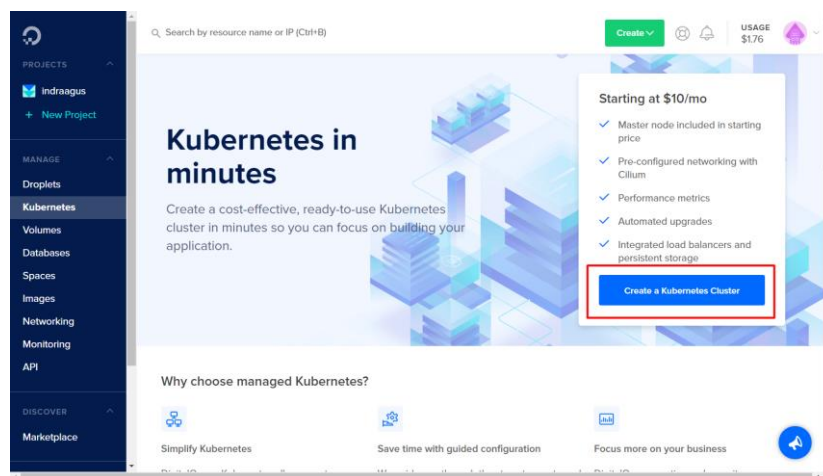 Search by resource name or IP (Ctrl+B)
Create
USAGE
$1.76
PROJECTS
indraagus
+ New Project
MANAGE
Droplets
Kubernetes
Volumes
Databases
Spaces
Images
Networking
Monitoring
API
DISCOVER
Marketplace
Kubernetes in
minutes
Create a cost-effective, ready-to-use Kubernetes
cluster in minutes so you can focus on building your
application.
Starting at $10/mo
Master node included in starting
price
Pre-configured networking with
Cilium
Performance metrics
Automated upgrades
Integrated load balancers and
persistent storage
Create a Kubernetes Cluster
Why choose managed Kubernetes?
Simplify Kubernetes
Save time with guided configuration
Focus more on your business